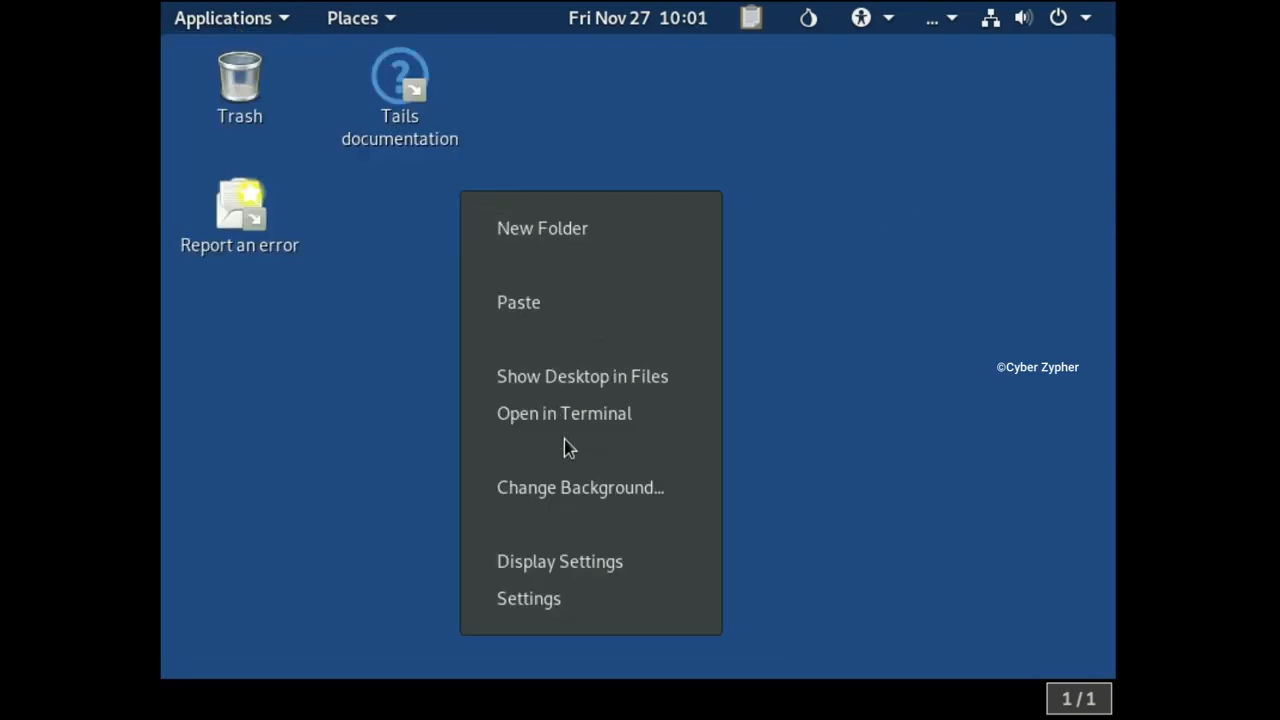 Applications Places Fri Nov 27 10:01 ...
Trash
Tails
documentation
Report an error
New Folder
Paste
Show Desktop in Files
Open in Terminal
Change Background...
Display Settings
Settings
©Cyber Zypher
1 / 1